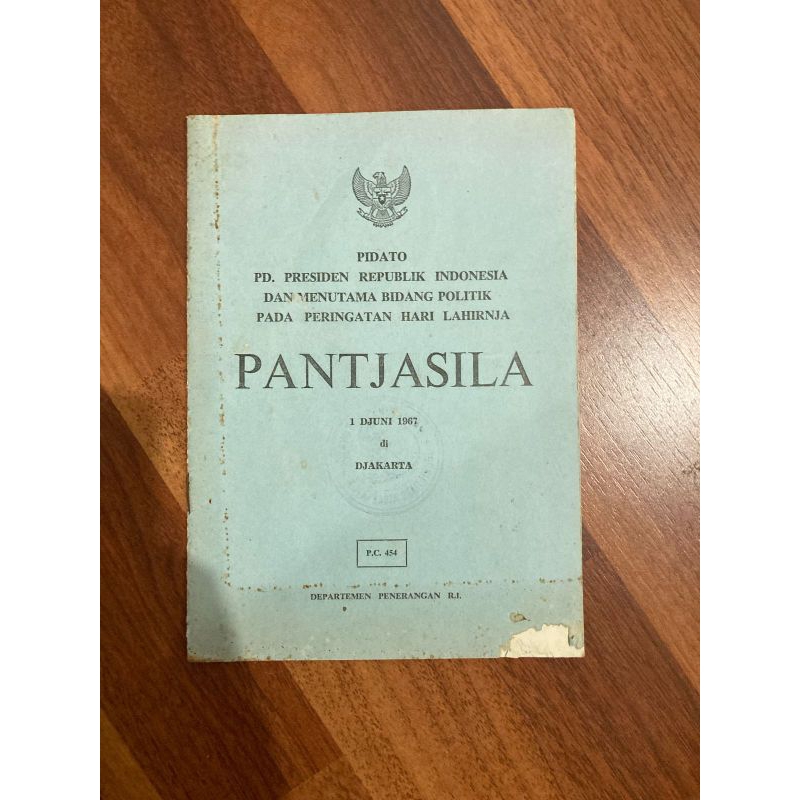 PIDATO
PD. PRESIDEN REPUBLIK INDONESIA
DAN MENUTAMA BIDANG POLITIK
PADA PERINGATAN HARI LAHIRNJA
PANTJASILA
1 DJUNI 1967
di
DJAKARTA
P.C. 454
DEPARTEMEN PENERANGAN R.I.